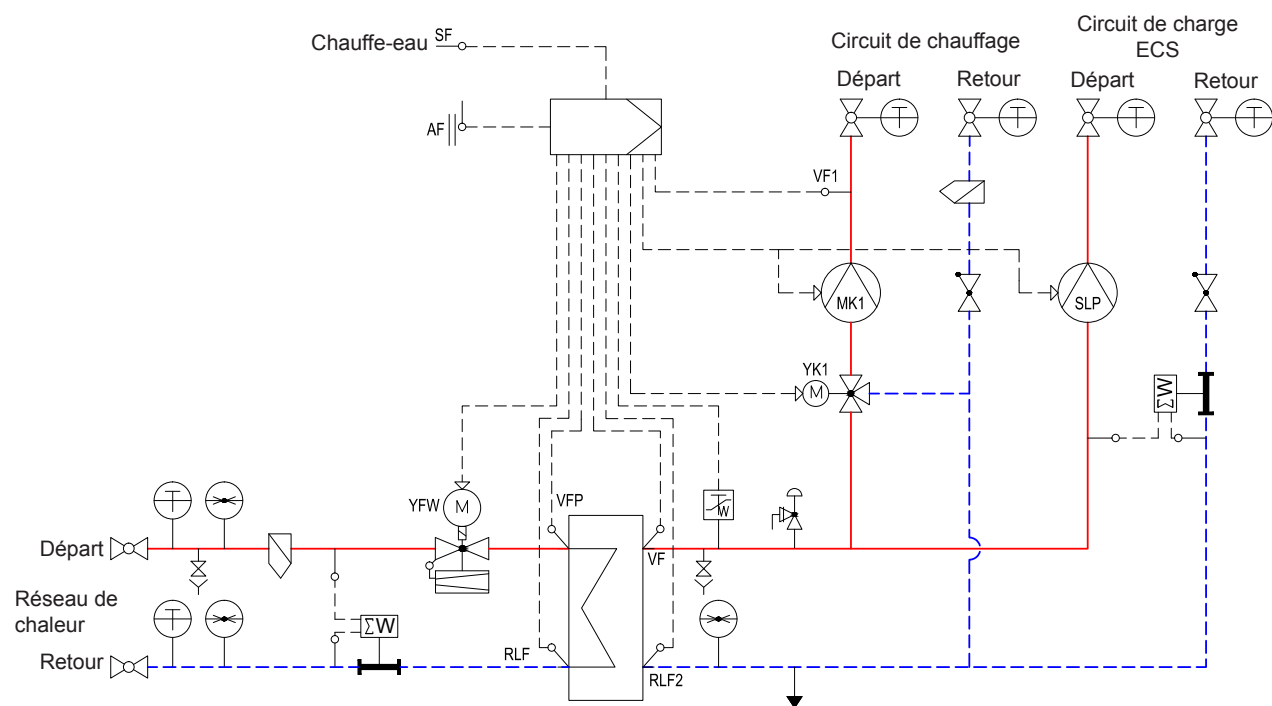 Chauffe-eau
SF
Circuit de chauffage
Circuit de charge
ECS
Départ
Retour
Départ
Retour
T
T
T
T
AF
VF1
MK1
SLP
YK1
M
ΣW
YFW
M
VFP
W
T
Départ
VF
Réseau de
chaleur
T
ΣW
Retour
RLF
RLF2